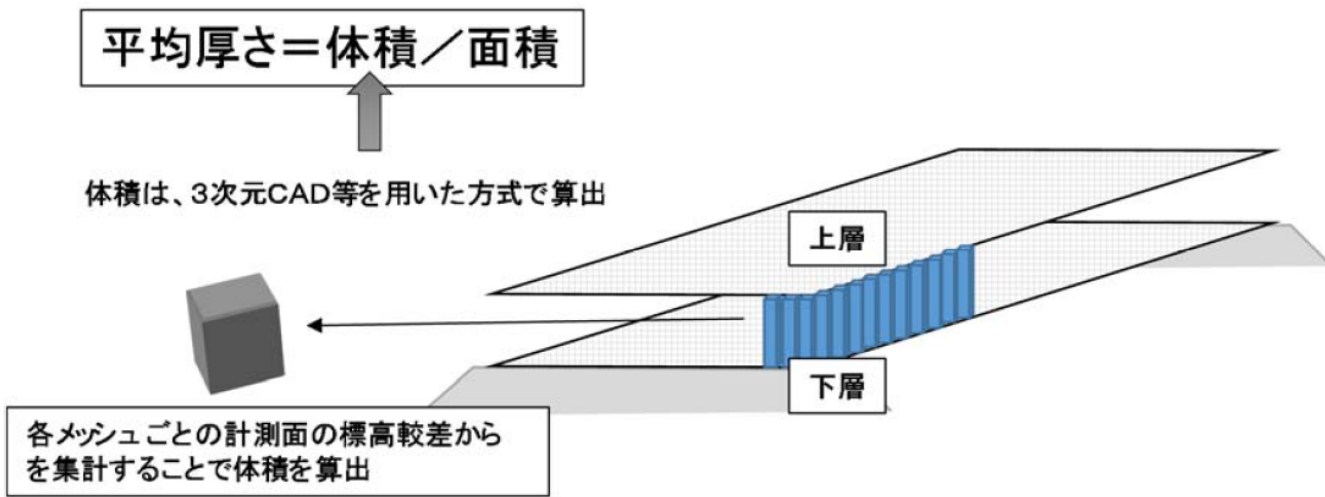 平均厚さ＝体積／面積
体積は、3次元CAD等を用いた方式で算出
上層
下層
各メッシュごとの計測面の標高較差から
を集計することで体積を算出